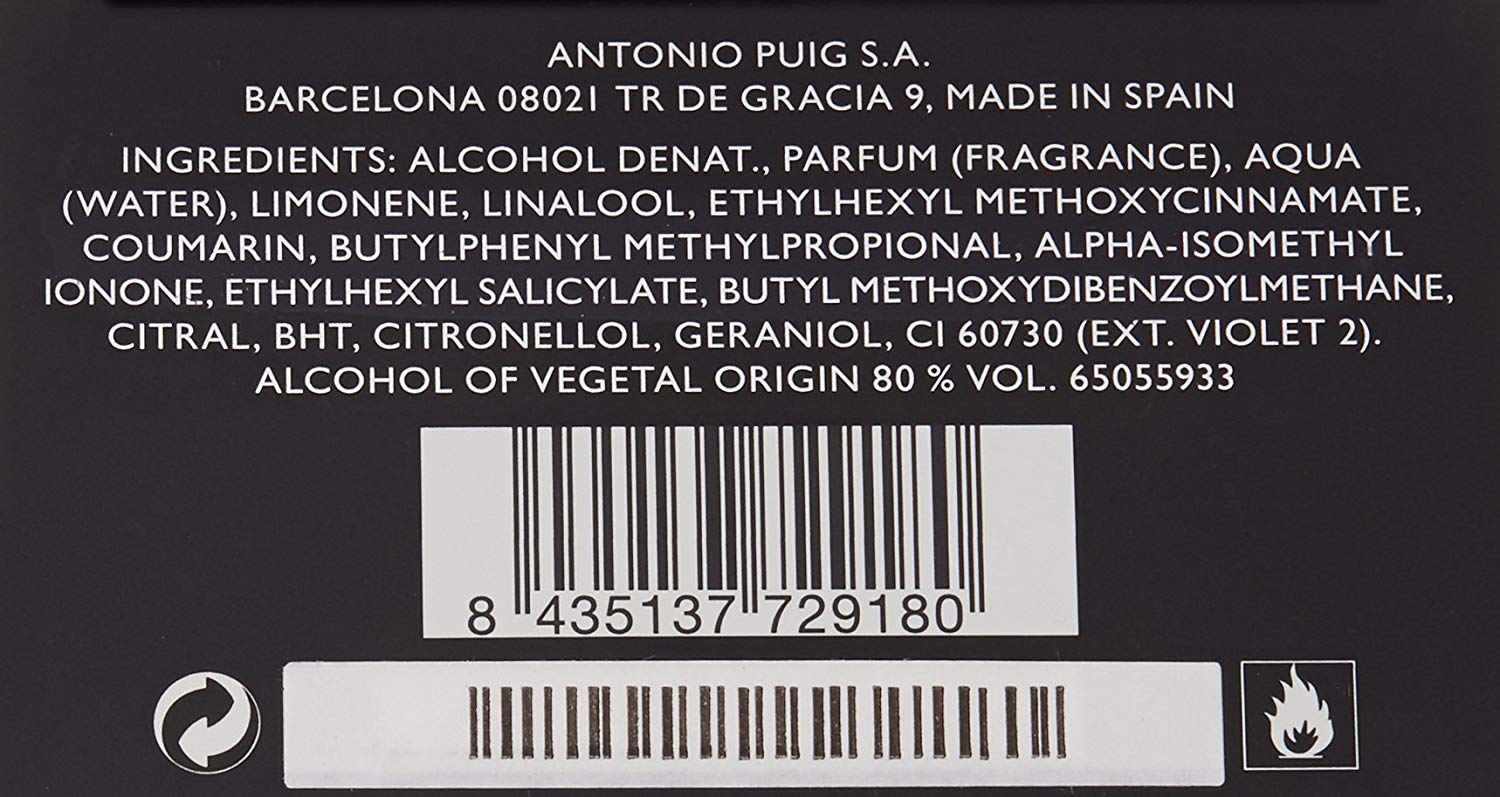 ANTONIO PUIG S.A.
BARCELONA 08021 TR DE GRACIA 9, MADE IN SPAIN
INGREDIENTS: ALCOHOL DENAT., PARFUM (FRAGRANCE), AQUA
(WATER), LIMONENE, LINALOOL, ETHYLHEXYL METHOXYCINNAMATE,
COUMARIN, BUTYLPHENYL METHYLPROPIONAL, ALPHA-ISOMETHYL
IONONE, ETHYLHEXYL SALICYLATE, BUTYL METHOXYDIBENZOYLMETHANE,
CITRAL, BHT, CITRONELLOL, GERANIOL, CI 60730 (EXT. VIOLET 2).
ALCOHOL OF VEGETAL ORIGIN 80 % VOL. 65055933
8 435137 729180